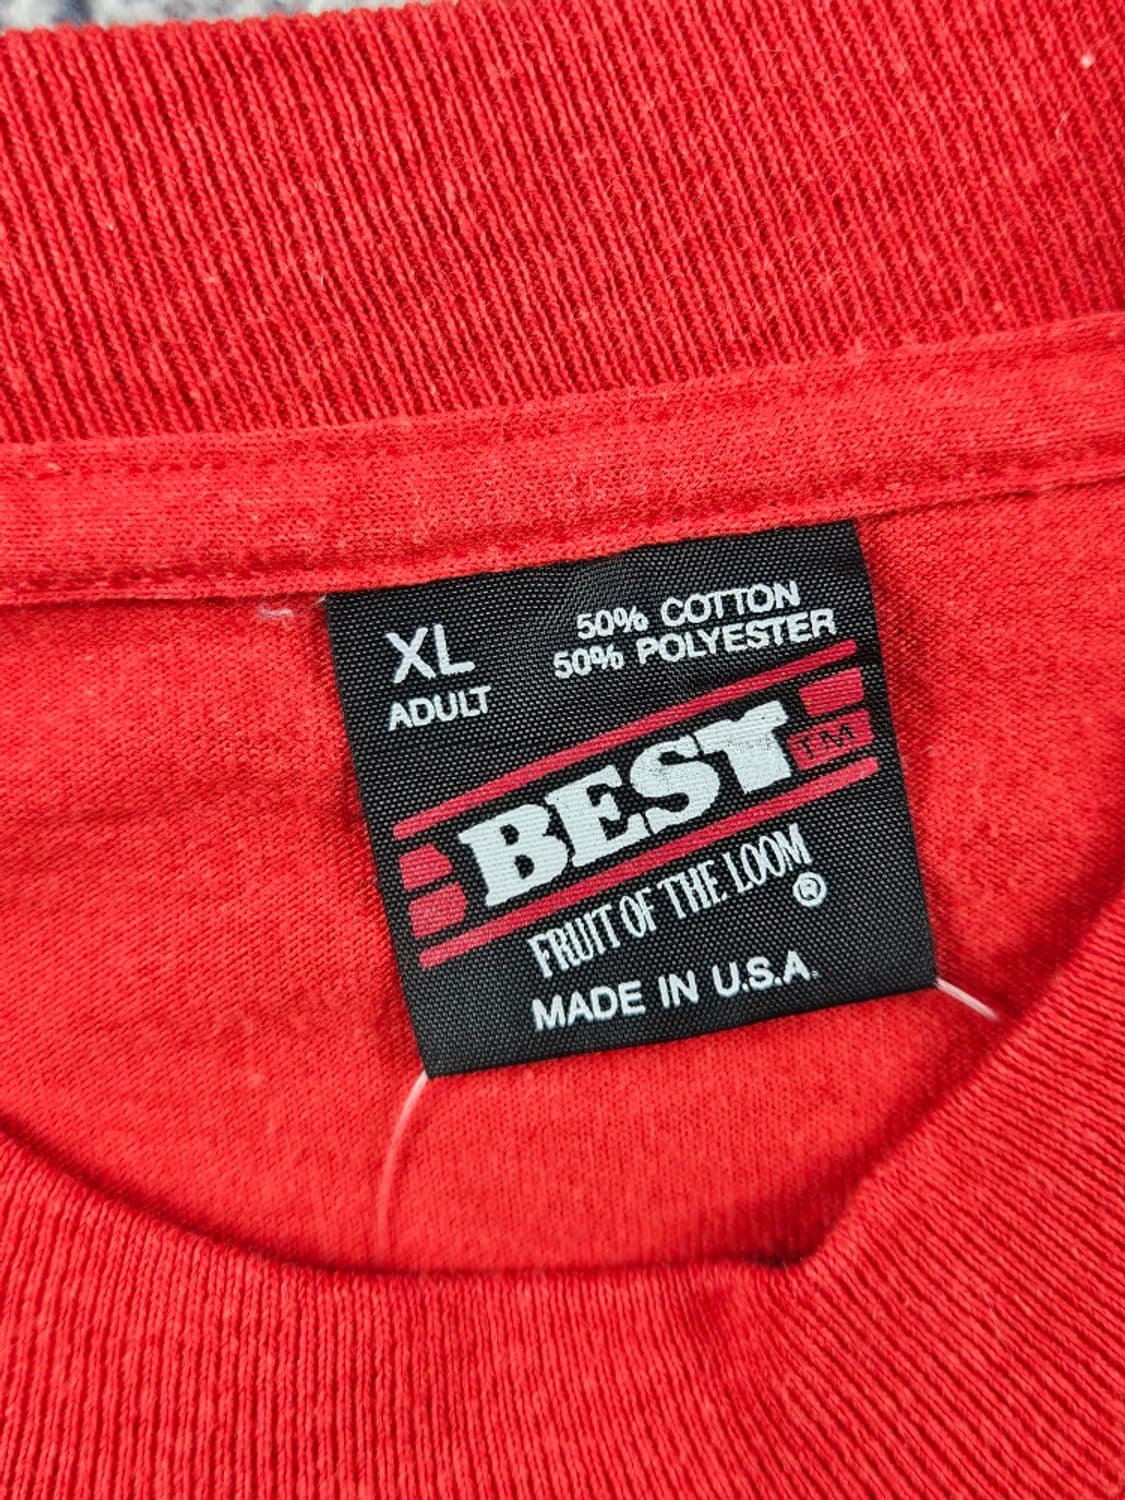 XL
ADULT
50% COTTON
50% POLYESTER
BEST TM
FRUIT OF THE LOOM ®
MADE IN U.S.A.